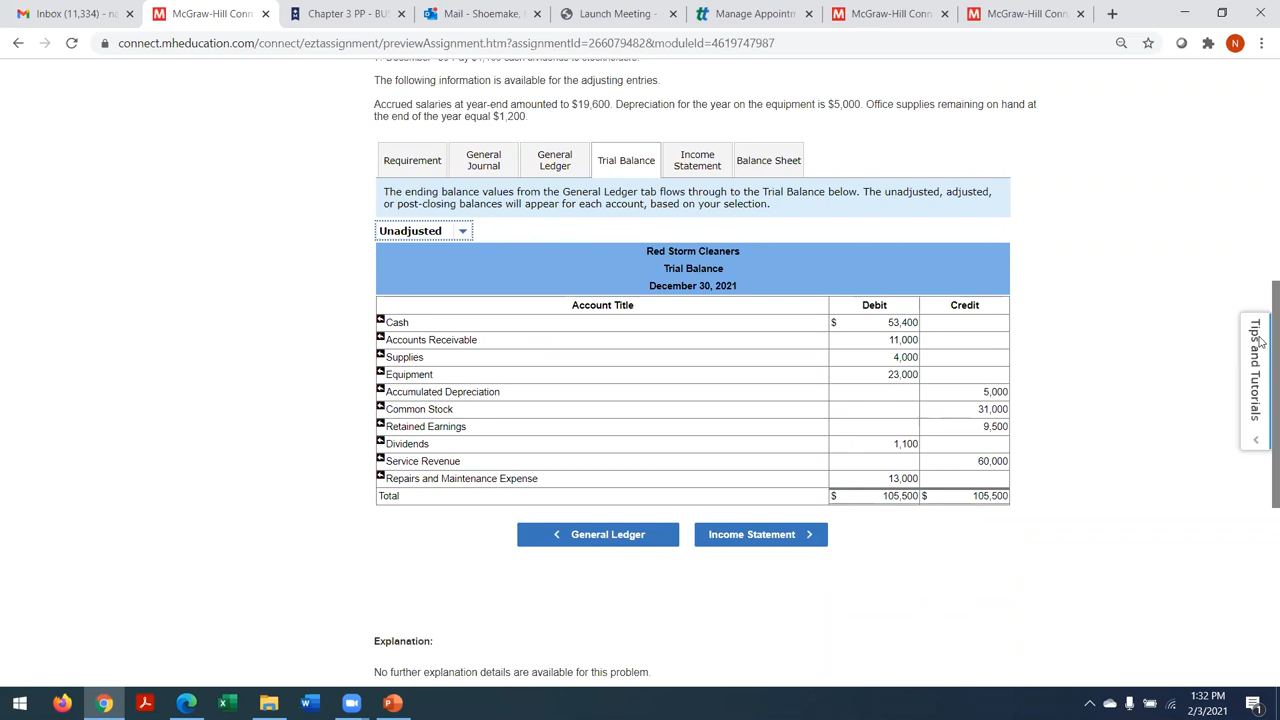 Inbox (11,334) - na
McGraw-Hill Conn
Chapter 3 PP - BUS
Mail - Shoemake,
Launch Meeting -
Manage Appointm
McGraw-Hill Conn
McGraw-Hill Conn
connect.mheducation.com/connect/eztassignment/previewAssignment.htm?assignmentId=266079482&moduleId=4619747987
N
The following information is available for the adjusting entries.
Accrued salaries at year-end amounted to $19,600. Depreciation for the year on the equipment is $5,000. Office supplies remaining on hand at
the end of the year equal $1,200.
Requirement
General Journal
General Ledger
Trial Balance
Income Statement
Balance Sheet
The ending balance values from the General Ledger tab flows through to the Trial Balance below. The unadjusted, adjusted,
or post-closing balances will appear for each account, based on your selection.
Unadjusted
Red Storm Cleaners
Trial Balance
December 30, 2021
Account Title Debit Credit
Cash $ 53,400
Accounts Receivable 11,000
Supplies 4,000
Equipment 23,000
Accumulated Depreciation 5,000
Common Stock 31,000
Retained Earnings 9,500
Dividends 1,100
Service Revenue 60,000
Repairs and Maintenance Expense 13,000
Total $ 105,500 $ 105,500
< General Ledger
Income Statement >
Tips and Tutorials
Explanation:
No further explanation details are available for this problem.
1:32 PM
2/3/2021
1